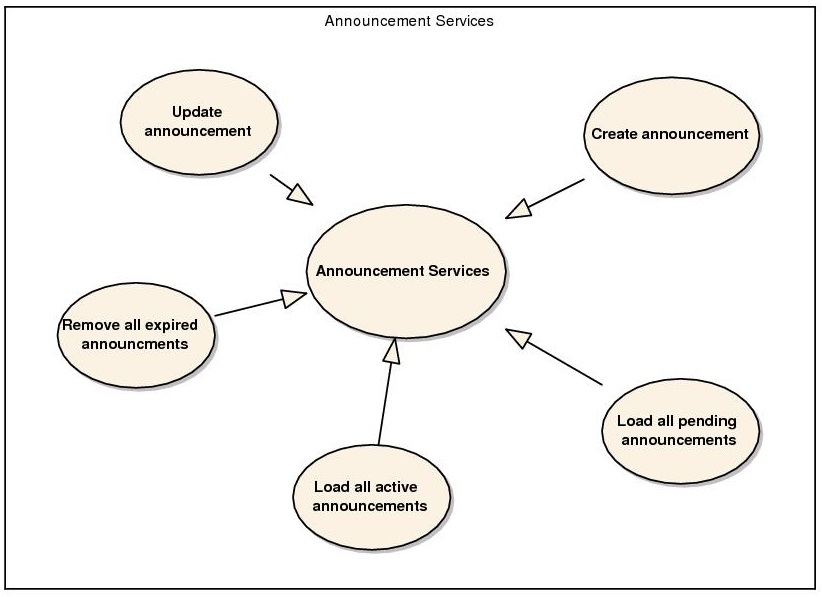 Announcement Services
Update
announcement
Create announcement
Announcement Services
Remove all expired
announcments
Load all pending
announcements
Load all active
announcements